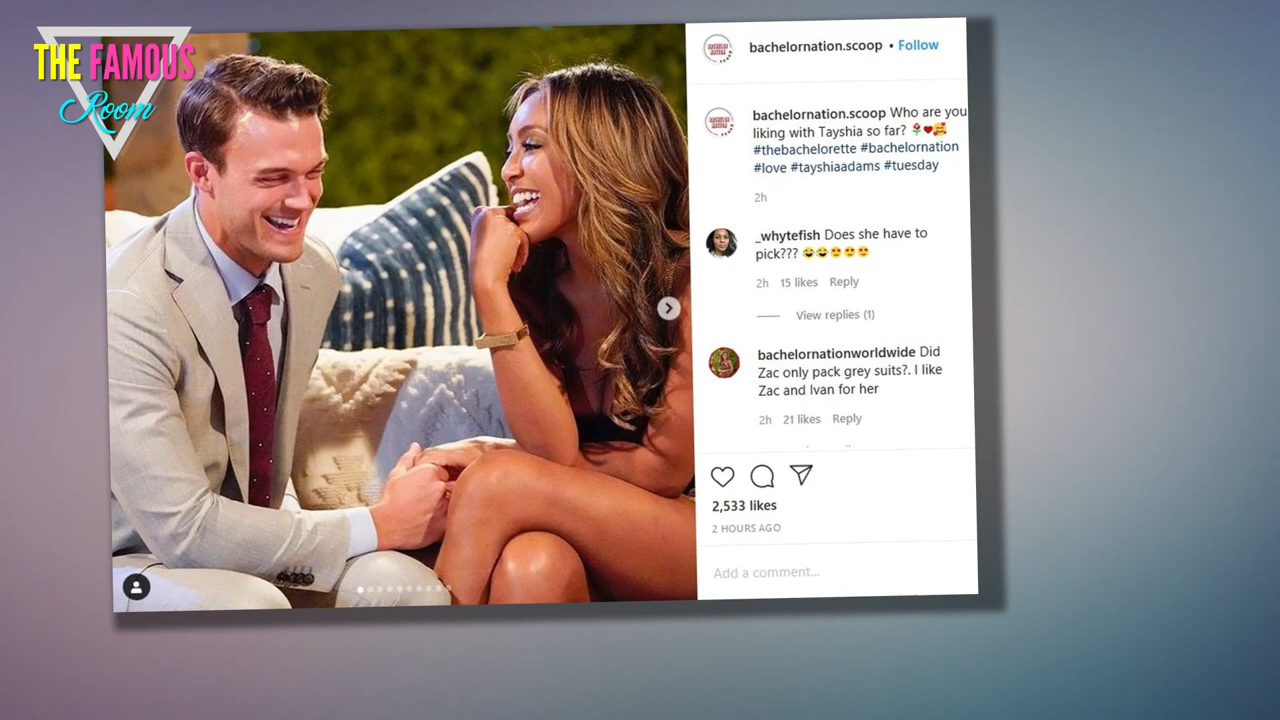 THE FAMOUS
Room
bachelornation.scoop • Follow
bachelornation.scoop Who are you
liking with Tayshia so far? 🌹❤️🥰
#thebachelorette #bachelornation
#love #tayshiaadams #tuesday
2h
_whytefish Does she have to
pick??? 😂😂😍😍😍
2h 15 likes Reply
View replies (1)
bachelornationworldwide Did
Zac only pack grey suits?. I like
Zac and Ivan for her
2h 21 likes Reply
2,533 likes
2 HOURS AGO
Add a comment...